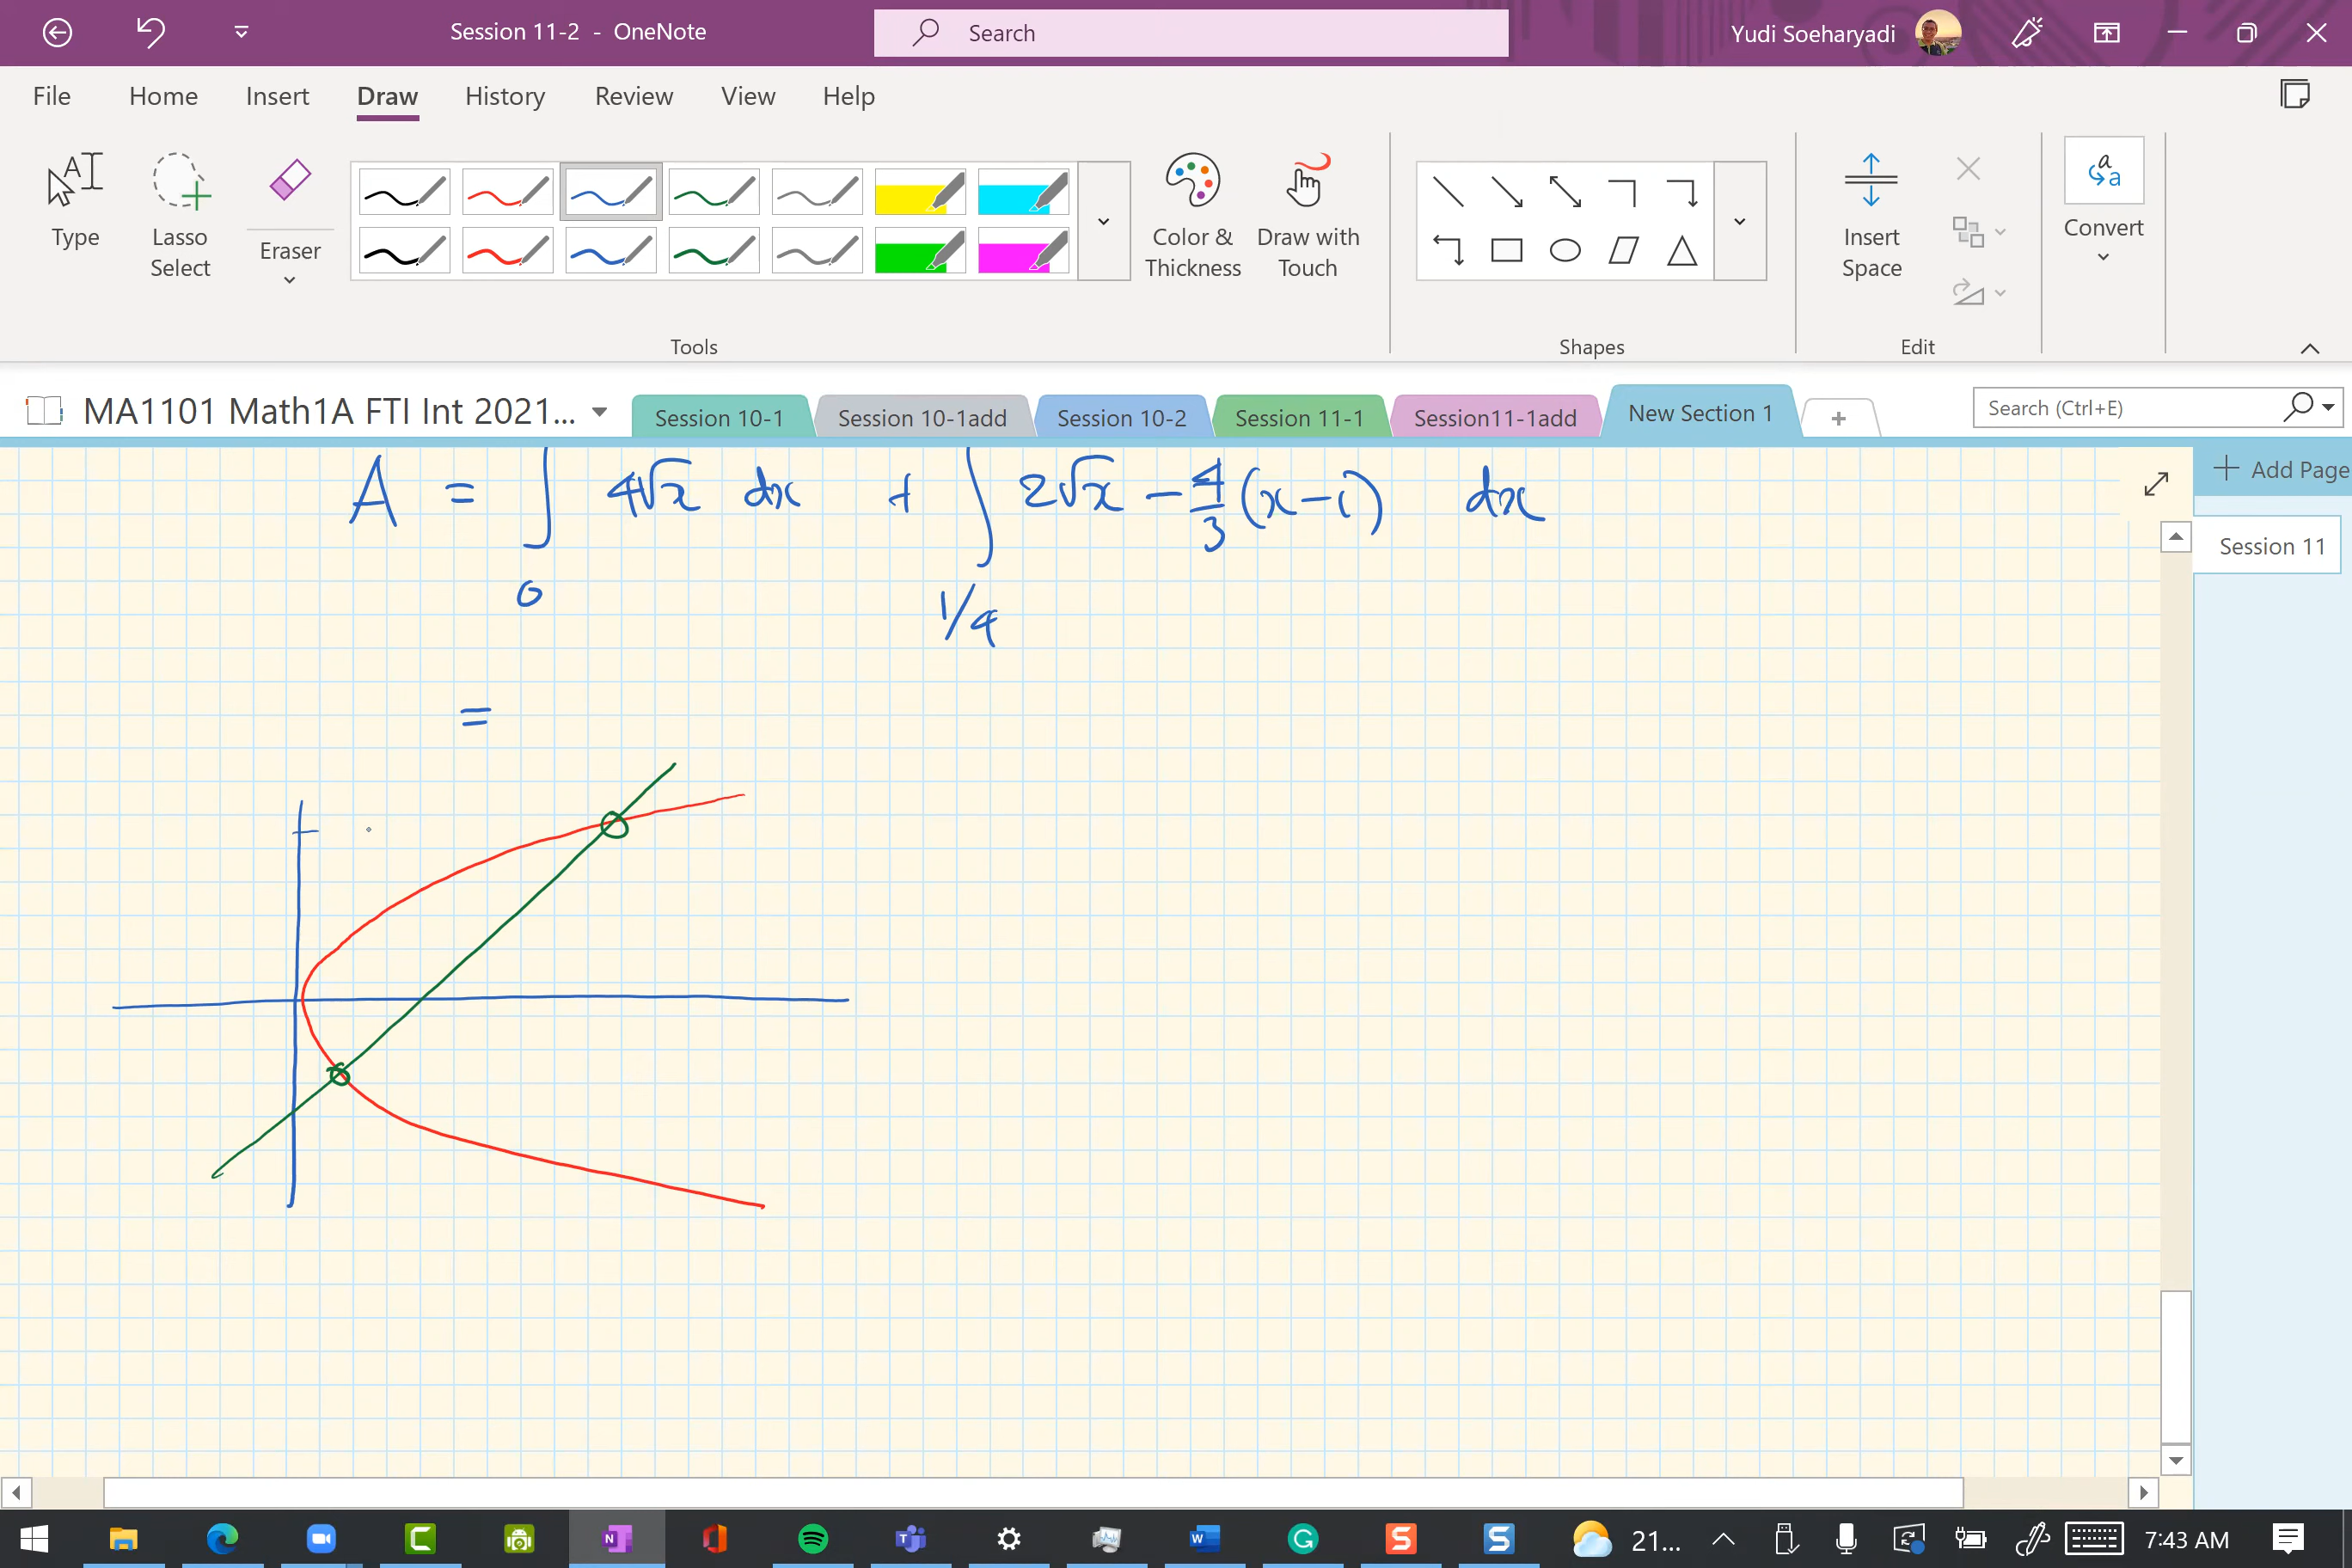 Session 11-2 - OneNote
Search
Yudi Soeharyadi
File Home Insert Draw History Review View Help
Type
Lasso Select
Eraser
Color & Thickness
Draw with Touch
Insert Space
Convert
Tools
Shapes
Edit
MA1101 Math1A FTI Int 2021...
Session 10-1
Session 10-1add
Session 10-2
Session 11-1
Session11-1add
New Section 1
Search (Ctrl+E)
Add Page
Session 11
A = ∫ 4√x dx + ∫ 2√x - 4/3 (x-1) dx
0 1/4
=
21...
7:43 AM